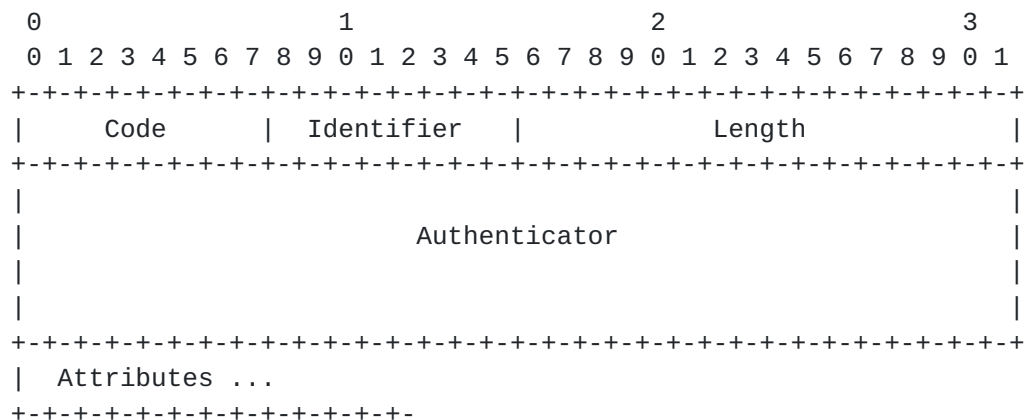 0                   1                   2                   3
 0 1 2 3 4 5 6 7 8 9 0 1 2 3 4 5 6 7 8 9 0 1 2 3 4 5 6 7 8 9 0 1
+-+-+-+-+-+-+-+-+-+-+-+-+-+-+-+-+-+-+-+-+-+-+-+-+-+-+-+-+-+-+-+-+
|     Code      |  Identifier   |            Length             |
+-+-+-+-+-+-+-+-+-+-+-+-+-+-+-+-+-+-+-+-+-+-+-+-+-+-+-+-+-+-+-+-+
|                                                               |
|                         Authenticator                         |
|                                                               |
|                                                               |
+-+-+-+-+-+-+-+-+-+-+-+-+-+-+-+-+-+-+-+-+-+-+-+-+-+-+-+-+-+-+-+-+
|  Attributes ...
+-+-+-+-+-+-+-+-+-+-+-+-+-